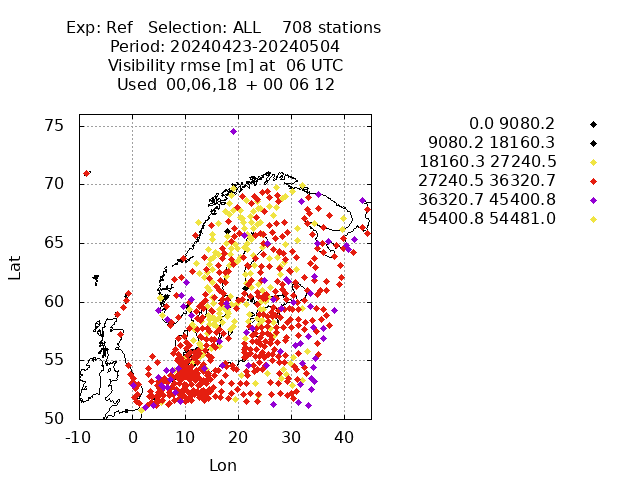 Exp: Ref Selection: ALL 708 stations
Period: 20240423-20240504
Visibility rmse [m] at 06 UTC
Used 00,06,18 + 00 06 12
0.0 9080.2
9080.2 18160.3
18160.3 27240.5
27240.5 36320.7
36320.7 45400.8
45400.8 54481.0
75
70
65
60
55
50
Lat
-10 0 10 20 30 40
Lon